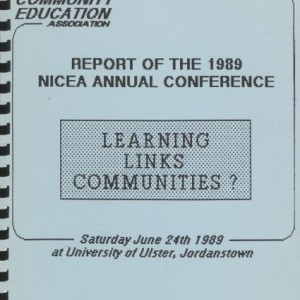 COMMUNITY
EDUCATION
ASSOCIATION
REPORT OF THE 1989
NICEA ANNUAL CONFERENCE
LEARNING
LINKS
COMMUNITIES ?
Saturday June 24th 1989
at University of Ulster, Jordanstown